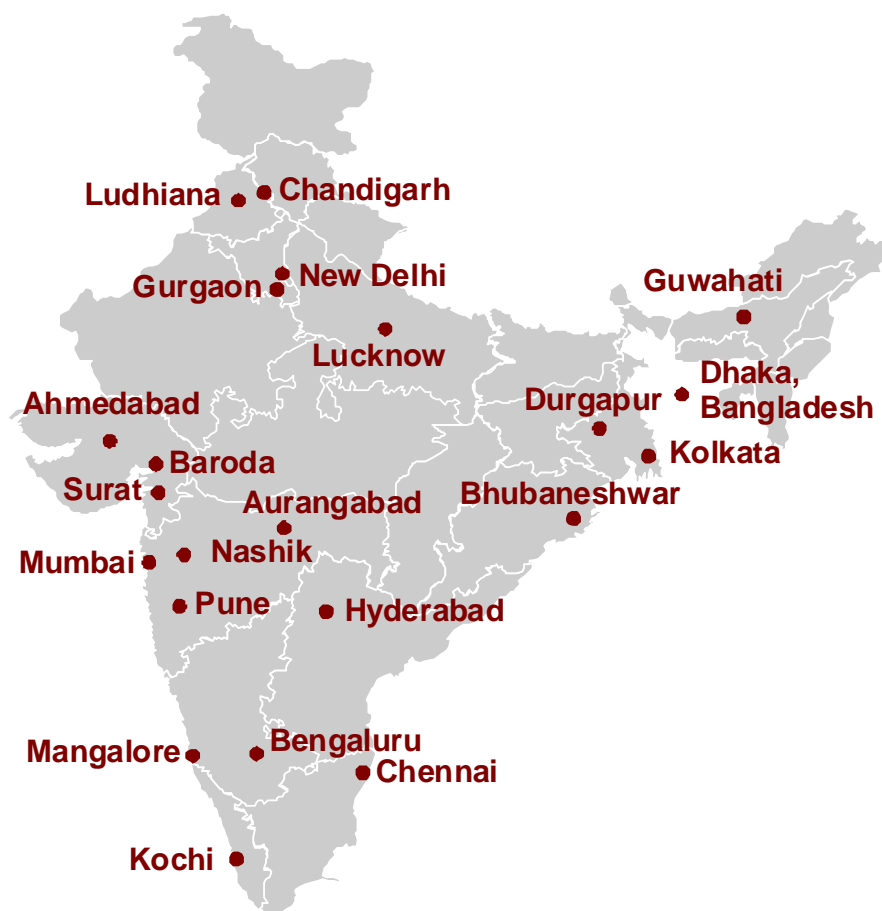 Ludhiana
Chandigarh
New Delhi
Gurgaon
Guwahati
Lucknow
Dhaka,
Bangladesh
Ahmedabad
Durgapur
Kolkata
Baroda
Surat
Aurangabad
Bhubaneshwar
Nashik
Mumbai
Pune
Hyderabad
Bengaluru
Mangalore
Chennai
Kochi